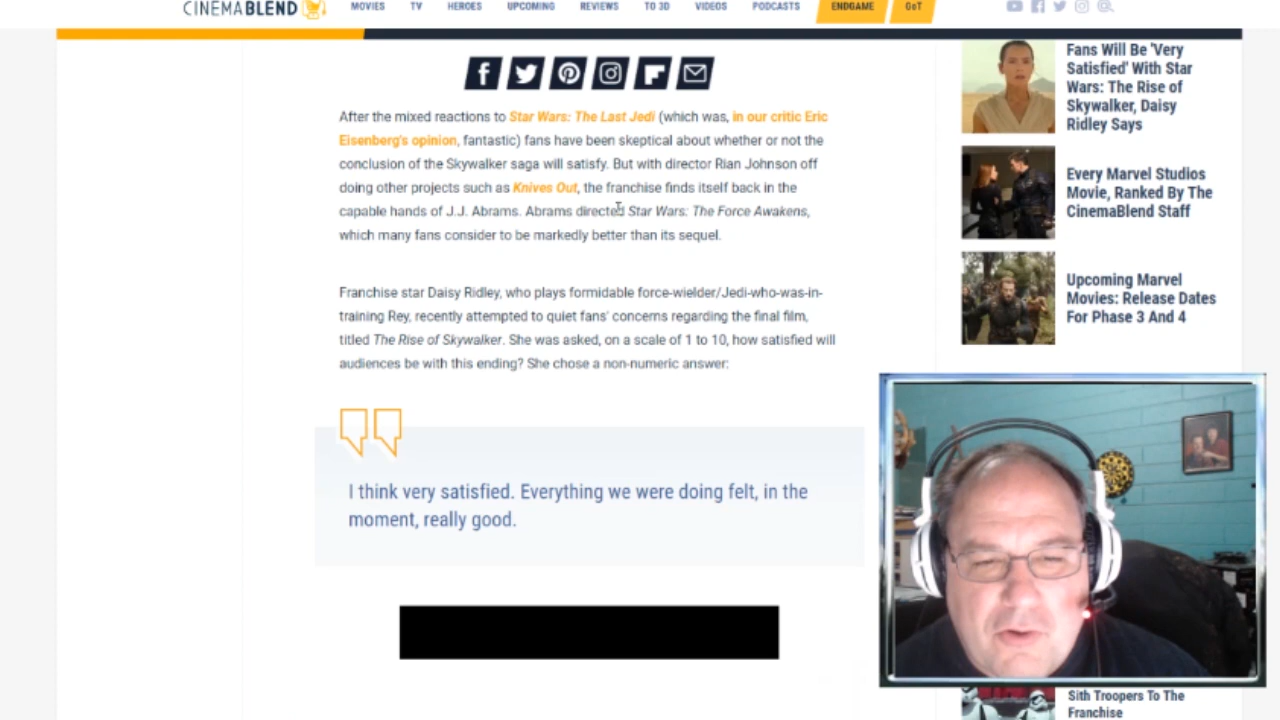 CINEMABLEND
MOVIES TV HEROES UPCOMING REVIEWS TO 3D VIDEOS PODCASTS ENDGAME GoT
After the mixed reactions to Star Wars: The Last Jedi (which was, in our critic Eric
Eisenberg's opinion, fantastic) fans have been skeptical about whether or not the
conclusion of the Skywalker saga will satisfy. But with director Rian Johnson off
doing other projects such as Knives Out, the franchise finds itself back in the
capable hands of J.J. Abrams. Abrams directed Star Wars: The Force Awakens,
which many fans consider to be markedly better than its sequel.
Franchise star Daisy Ridley, who plays formidable force-wielder/Jedi-who-was-in-
training Rey, recently attempted to quiet fans' concerns regarding the final film,
titled The Rise of Skywalker. She was asked, on a scale of 1 to 10, how satisfied will
audiences be with this ending? She chose a non-numeric answer:
I think very satisfied. Everything we were doing felt, in the
moment, really good.
Fans Will Be 'Very
Satisfied' With Star
Wars: The Rise of
Skywalker, Daisy
Ridley Says
Every Marvel Studios
Movie, Ranked By The
CinemaBlend Staff
Upcoming Marvel
Movies: Release Dates
For Phase 3 And 4
Sith Troopers To The
Franchise